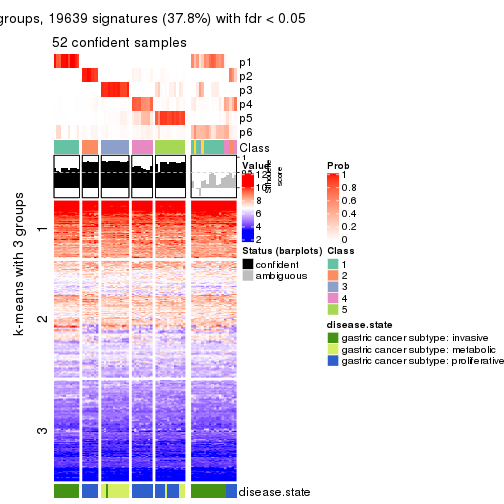 groups, 19639 signatures (37.8%) with fdr < 0.05
52 confident samples
p1
p2
p3
p4
p5
p6
Class
1
Silhouette
score
Value
12
10
8
6
4
2
Prob
1
0.8
0.6
0.4
0.2
0
Status (barplots)
confident
ambiguous
Class
1
2
3
4
5
disease.state
gastric cancer subtype: invasive
gastric cancer subtype: metabolic
gastric cancer subtype: proliferative
k-means with 3 groups
1
2
3
disease.state